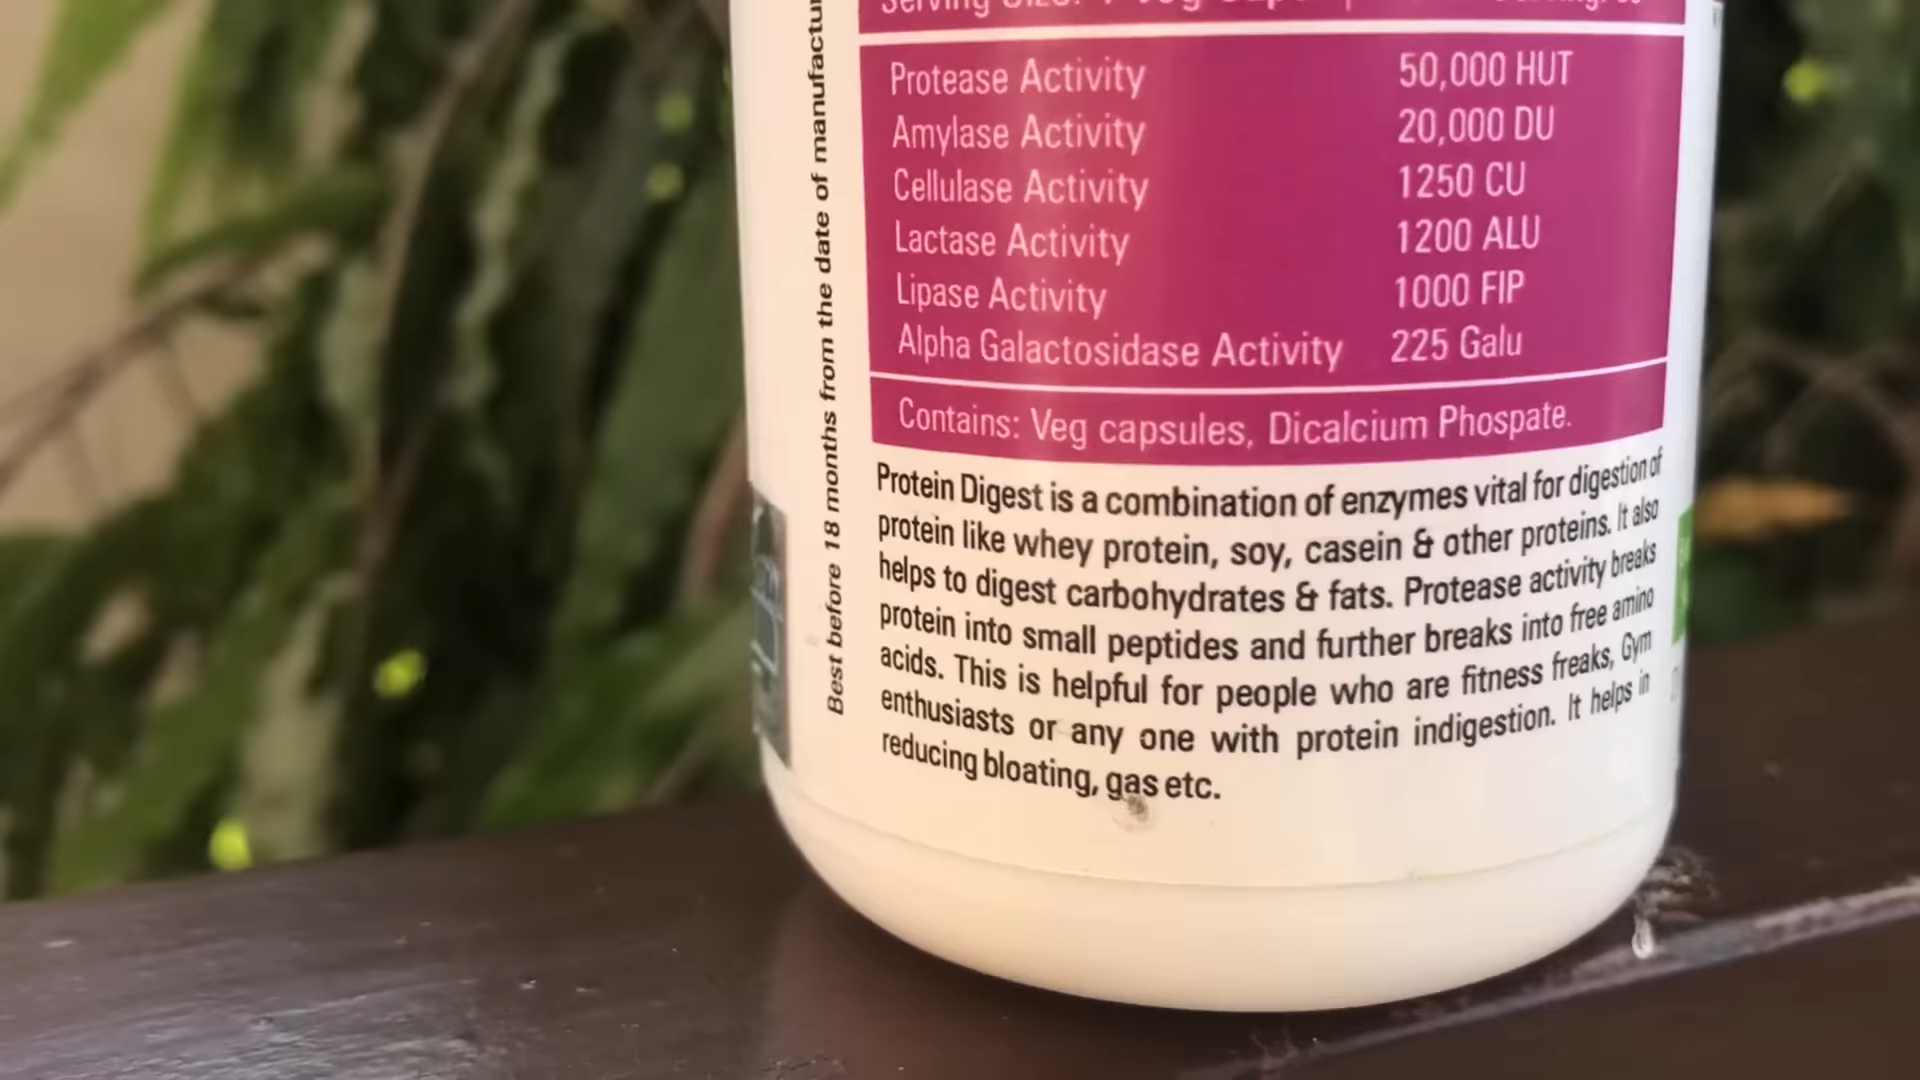 Serving Size: 1 Veg
Protease Activity 50,000 HUT
Amylase Activity 20,000 DU
Cellulase Activity 1250 CU
Lactase Activity 1200 ALU
Lipase Activity 1000 FIP
Alpha Galactosidase Activity 225 Galu
Contains: Veg capsules, Dicalcium Phospate.
Protein Digest is a combination of enzymes vital for digestion of
protein like whey protein, soy, casein & other proteins. It also
helps to digest carbohydrates & fats. Protease activity breaks
protein into small peptides and further breaks into free amino
acids. This is helpful for people who are fitness freaks, Gym
enthusiasts or any one with protein indigestion. It helps in
reducing bloating, gas etc.
Best before 18 months from the date of